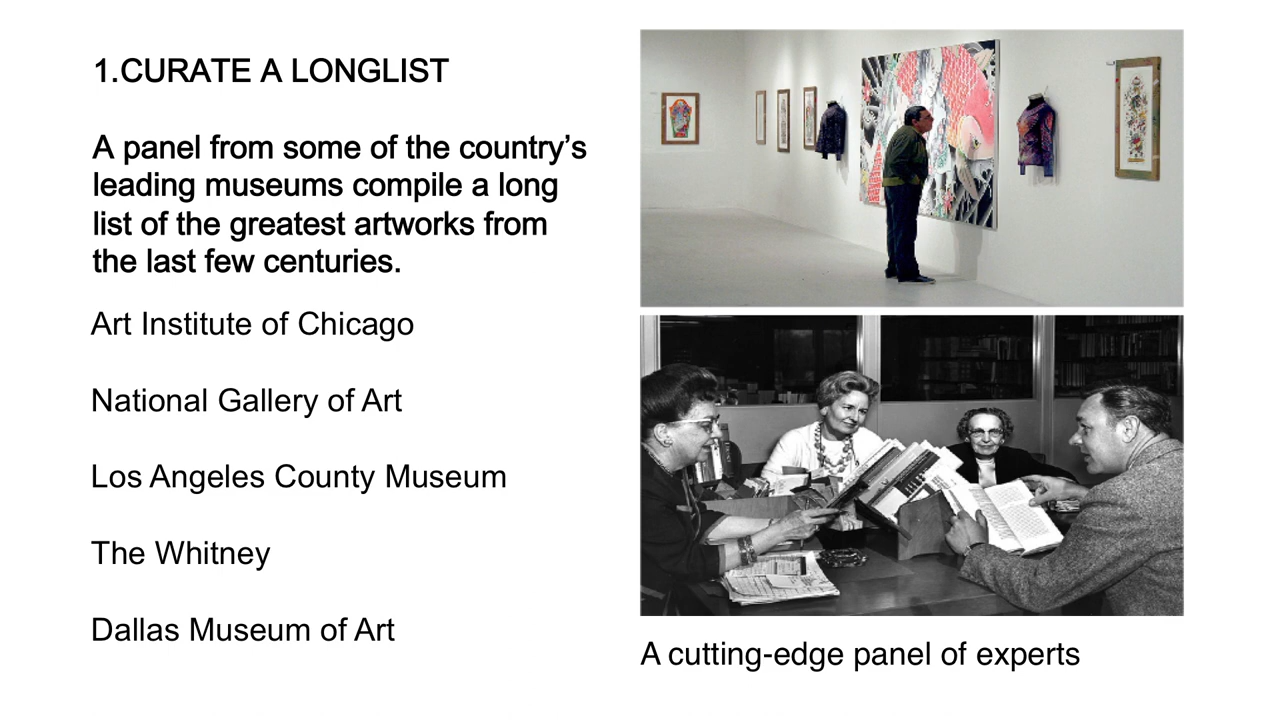 1.CURATE A LONGLIST
A panel from some of the country’s
leading museums compile a long
list of the greatest artworks from
the last few centuries.
Art Institute of Chicago
National Gallery of Art
Los Angeles County Museum
The Whitney
Dallas Museum of Art
A cutting-edge panel of experts